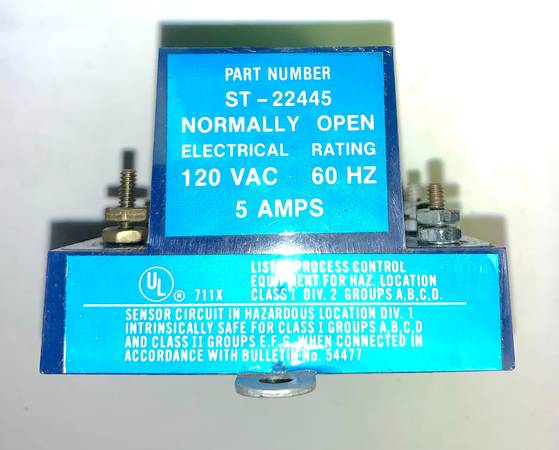 PART NUMBER
ST-22445
NORMALLY OPEN
ELECTRICAL RATING
120 VAC 60 HZ
5 AMPS
UL ® 711X
LISTED PROCESS CONTROL
EQUIPMENT FOR HAZ. LOCATION
CLASS I DIV. 2 GROUPS A,B,C,D.
SENSOR CIRCUIT IN HAZARDOUS LOCATION DIV. 1
INTRINSICALLY SAFE FOR CLASS I GROUPS A,B,C,D
AND CLASS II GROUPS E,F,G, WHEN CONNECTED IN
ACCORDANCE WITH BULLETIN No. 54477